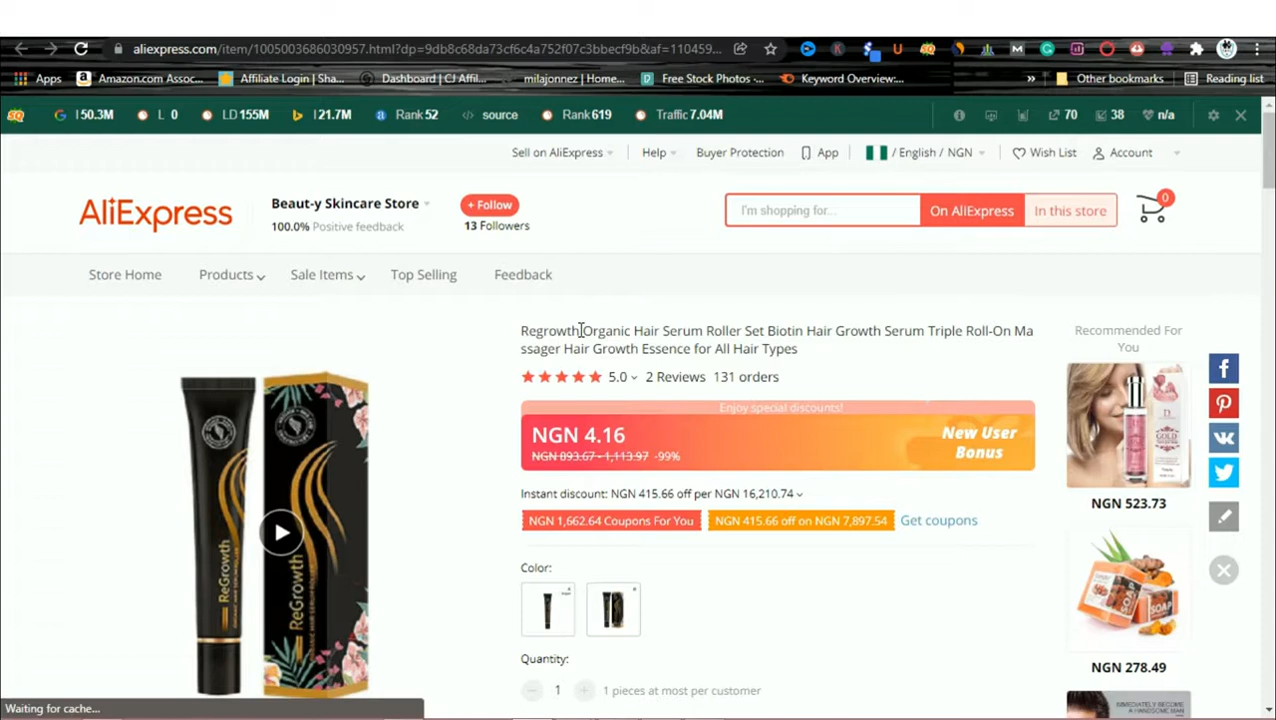 aliexpress.com/item/1005003686030957.html?dp=9db8c68da73cf6c4a752f07c3bbecf9b&af=110459...
Apps Amazon.com Assoc... Affiliate Login | Sha... Dashboard | CJ Affil... milajonnez | Home... Free Stock Photos -... Keyword Overview:... » Other bookmarks Reading list
I 50.3M L 0 LD 155M I 21.7M Rank 52 source Rank 619 Traffic 7.04M 70 38 n/a
Sell on AliExpress Help Buyer Protection App / English / NGN Wish List Account
AliExpress Beaut-y Skincare Store + Follow I'm shopping for... On AliExpress In this store 0
100.0% Positive feedback 13 Followers
Store Home Products Sale Items Top Selling Feedback
Regrowth Organic Hair Serum Roller Set Biotin Hair Growth Serum Triple Roll-On Ma
ssager Hair Growth Essence for All Hair Types
Recommended For
You
5.0 2 Reviews 131 orders
Enjoy special discounts!
NGN 4.16
NGN 893.67 - 1,113.97 -99%
New User
Bonus
Instant discount: NGN 415.66 off per NGN 16,210.74
NGN 1,662.64 Coupons For You NGN 415.66 off on NGN 7,897.54 Get coupons
NGN 523.73
Color:
ReGrowth
ReGrowth
SOAP
SOAP
Quantity:
NGN 278.49
1 1 pieces at most per customer
IMMEDIATELY BECOME
A HANDSOME MAN
Waiting for cache...